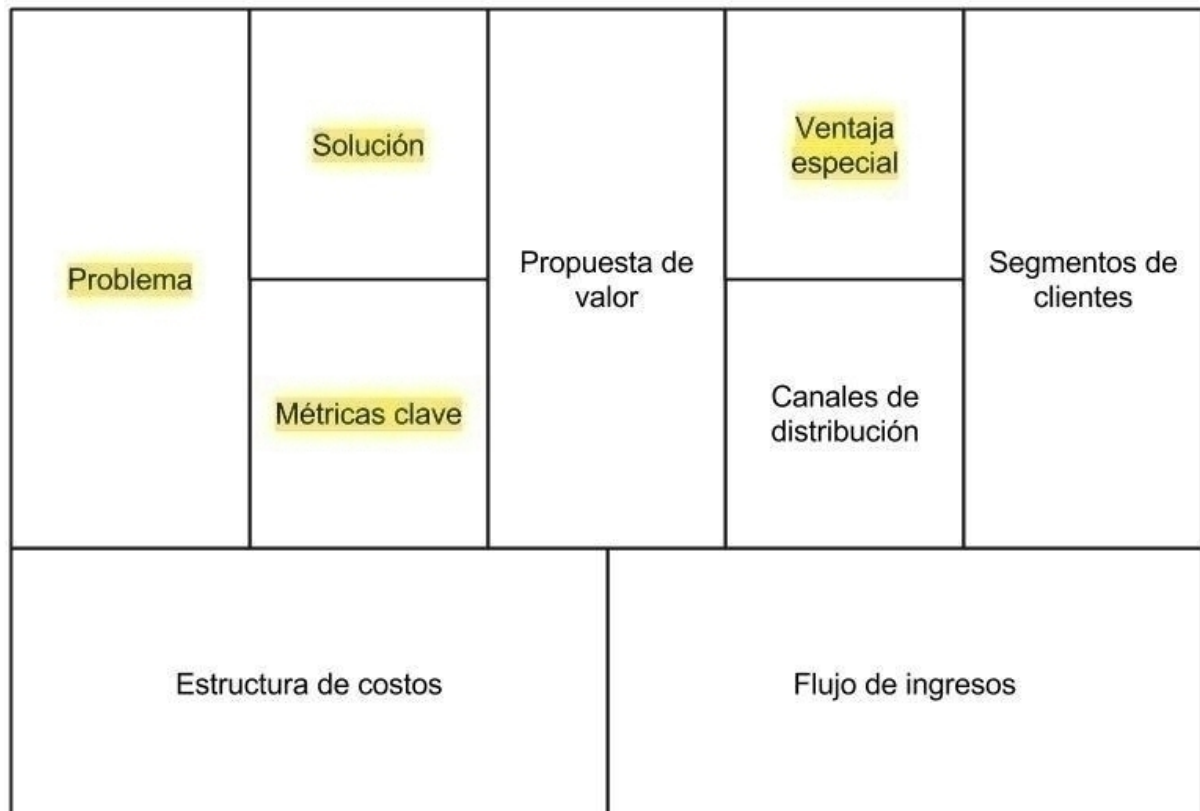 Problema
Solución
Métricas clave
Propuesta de
valor
Ventaja
especial
Canales de
distribución
Segmentos de
clientes
Estructura de costos
Flujo de ingresos